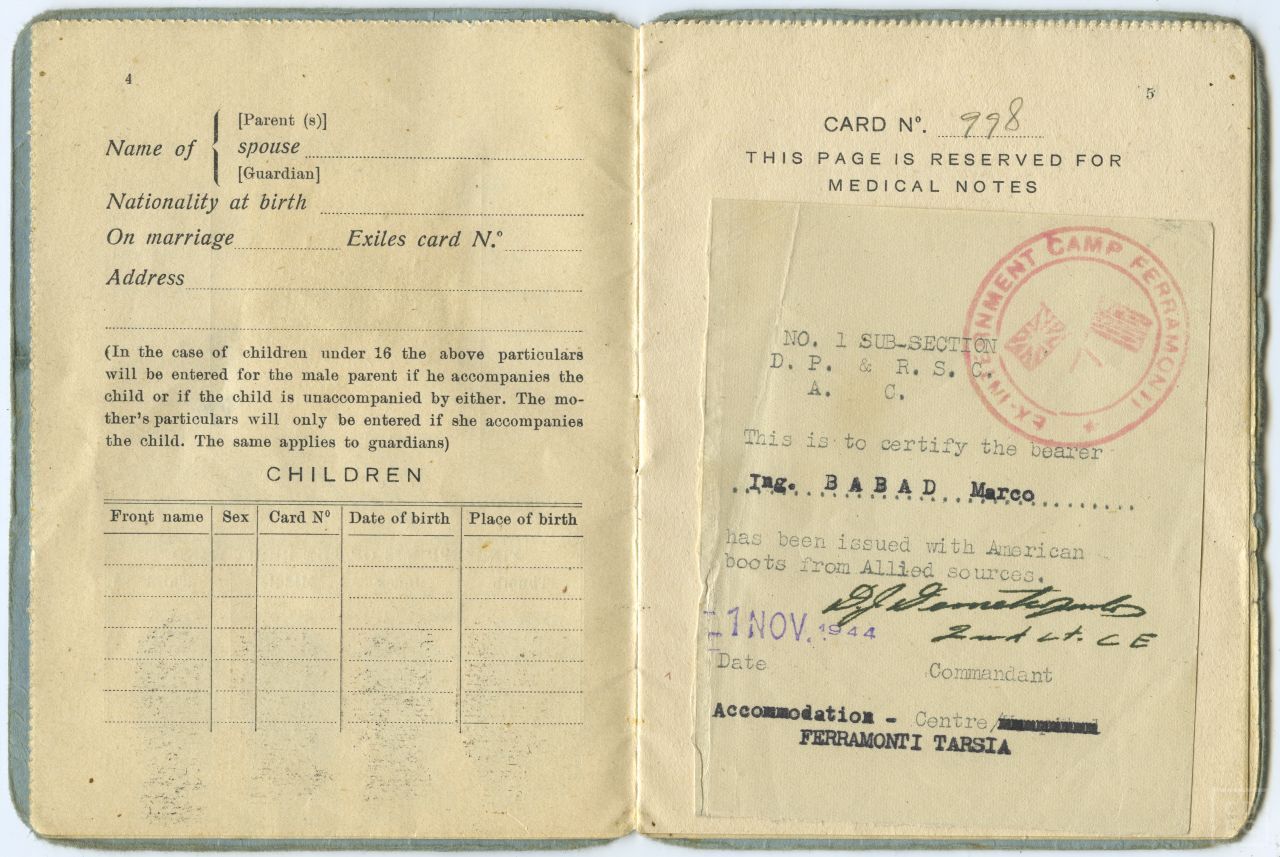 4
[Parent (s)]
Name of spouse
[Guardian]
Nationality at birth
On marriage Exiles card N.º
Address
(In the case of children under 16 the above particulars
will be entered for the male parent if he accompanies the
child or if the child is unaccompanied by either. The mo-
ther's particulars will only be entered if she accompanies
the child. The same applies to guardians)
CHILDREN
Front name Sex Card Nº Date of birth Place of birth
5
CARD Nº. 998
THIS PAGE IS RESERVED FOR
MEDICAL NOTES
EX-INTERNMENT CAMP FERRAMONTI
NO. 1 SUB-SECTION
D. P. & R. S. C.
A. C.
This is to certify the bearer
Ing. BABAD Marco
has been issued with American
boots from Allied sources.
2nd Lt. CE
1 NOV. 1944
Date Commandant
Accommodation - Centre/
FERRAMONTI TARSIA